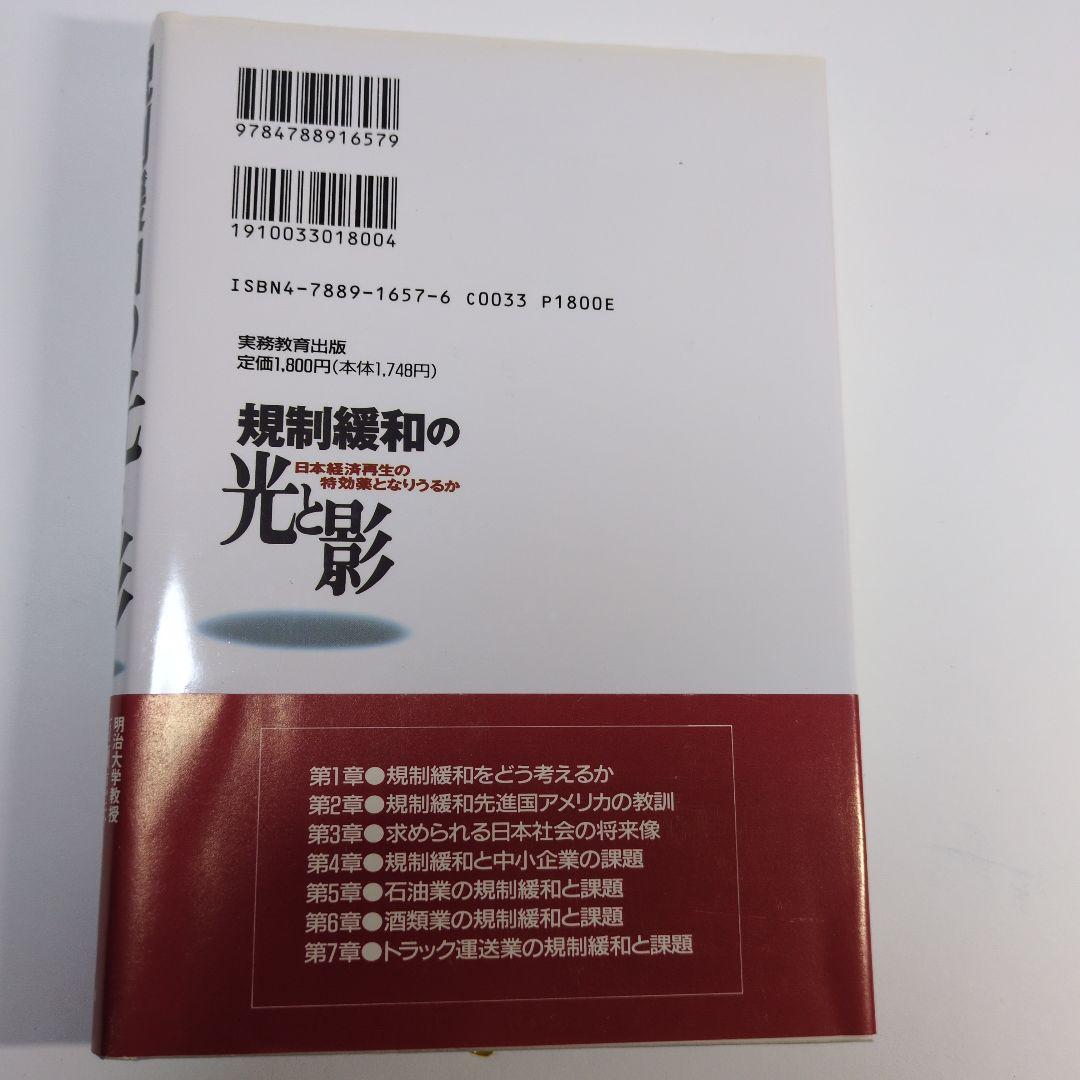 9784788916579
1910033018004
ISBN4-7889-1657-6 C0033 P1800E
実務教育出版
定価1,800円(本体1,748円)
規制緩和の
日本経済再生の
特効薬となりうるか
光と影
第1章●規制緩和をどう考えるか
第2章●規制緩和先進国アメリカの教訓
第3章●求められる日本社会の将来像
第4章●規制緩和と中小企業の課題
第5章●石油業の規制緩和と課題
第6章●酒類業の規制緩和と課題
第7章●トラック運送業の規制緩和と課題
規制緩和の光と影
明治大学教授